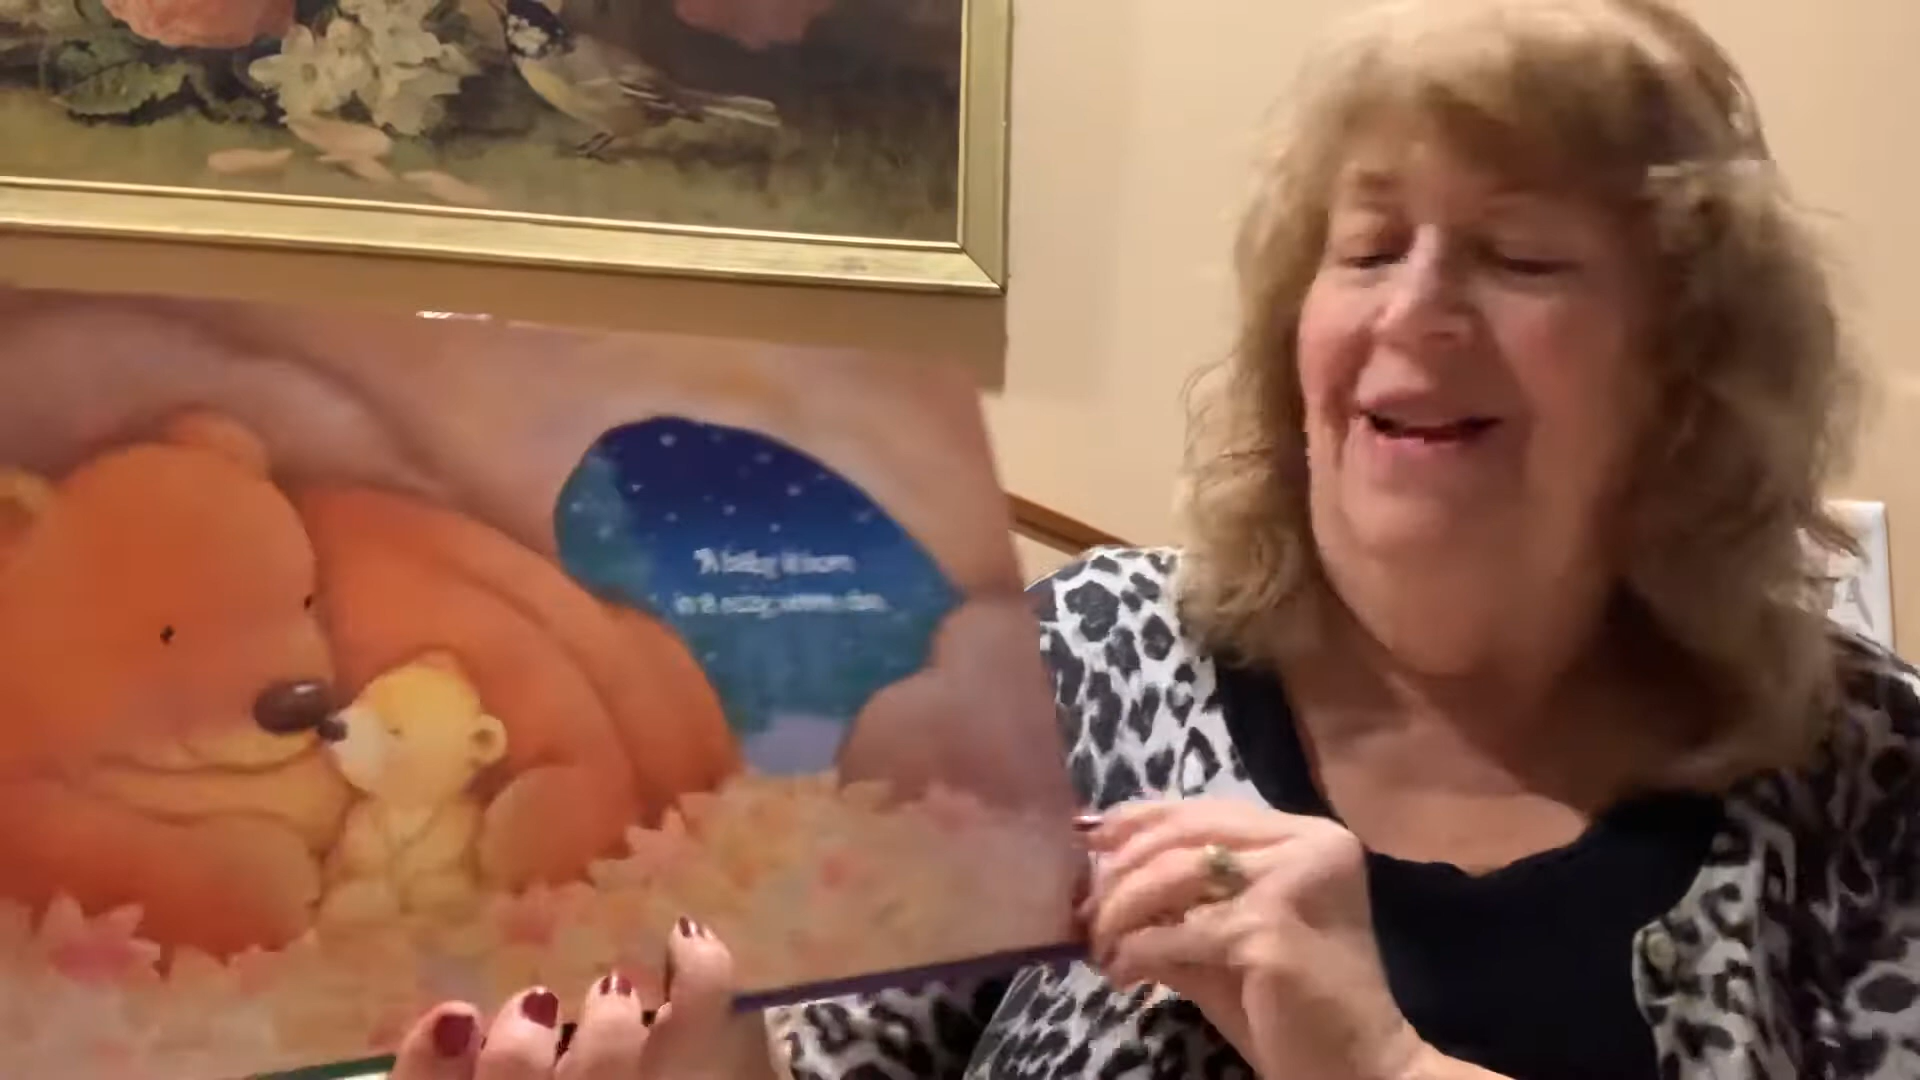 "A baby is born
in a cozy, warm den.